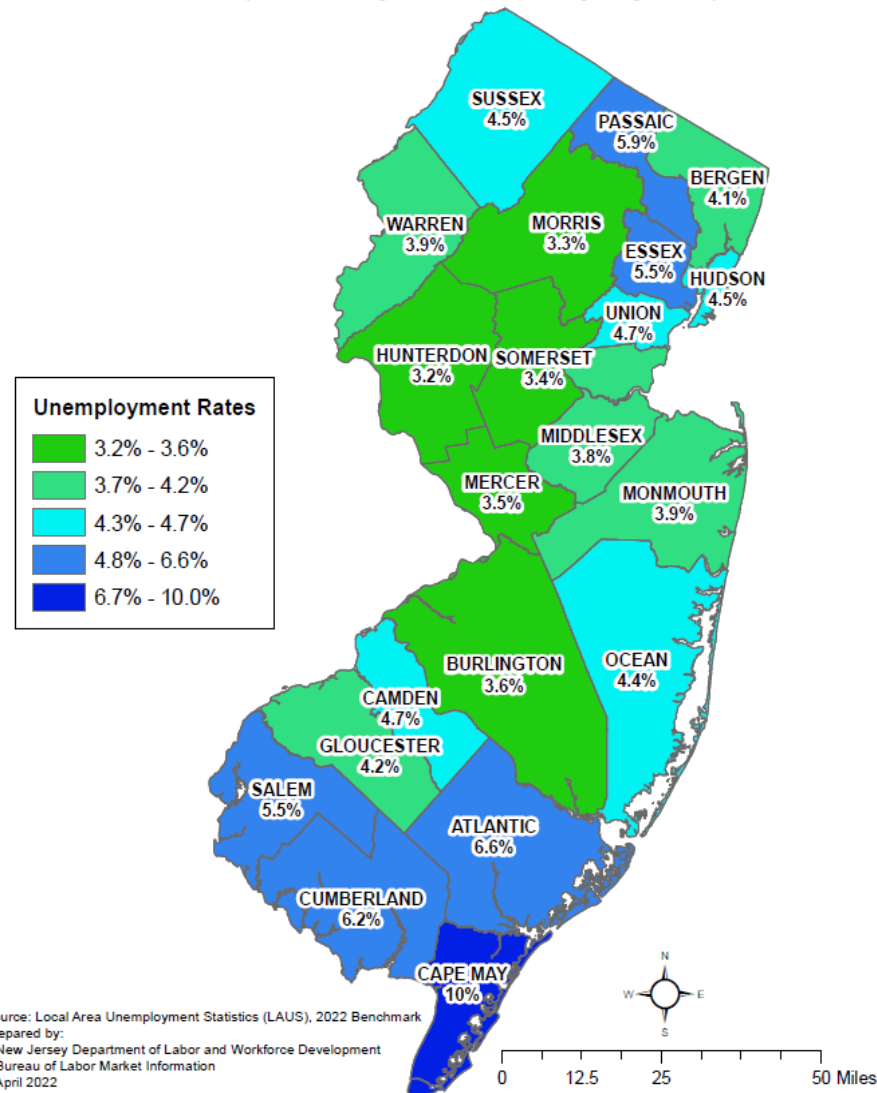 SUSSEX
4.5%
PASSAIC
5.9%
BERGEN
4.1%
WARREN
3.9%
MORRIS
3.3%
ESSEX
5.5%
HUDSON
4.5%
UNION
4.7%
HUNTERDON
3.2%
SOMERSET
3.4%
Unemployment Rates
3.2% - 3.6%
3.7% - 4.2%
4.3% - 4.7%
4.8% - 6.6%
6.7% - 10.0%
MIDDLESEX
3.8%
MERCER
3.5%
MONMOUTH
3.9%
BURLINGTON
3.6%
OCEAN
4.4%
CAMDEN
4.7%
GLOUCESTER
4.2%
SALEM
5.5%
ATLANTIC
6.6%
CUMBERLAND
6.2%
CAPE MAY
10%
N
W E
S
urce: Local Area Unemployment Statistics (LAUS), 2022 Benchmark
epared by:
New Jersey Department of Labor and Workforce Development
Bureau of Labor Market Information
April 2022
0 12.5 25 50 Miles